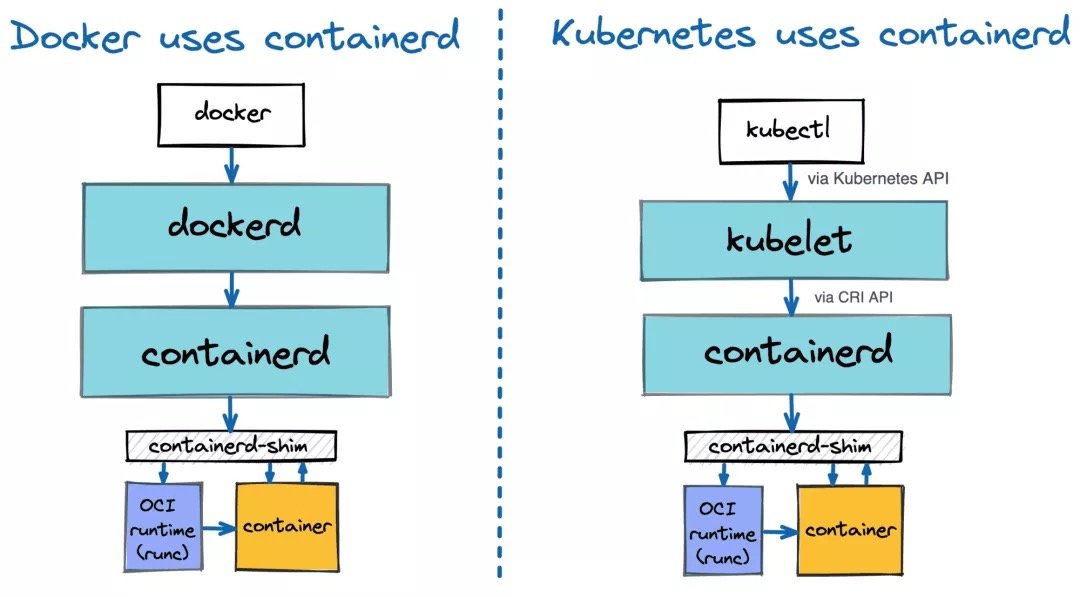 Docker uses containerd
docker
dockerd
containerd
containerd-shim
OCI
runtime
(runc)
container
Kubernetes uses containerd
kubectl
via Kubernetes API
kubelet
via CRI API
containerd
containerd-shim
OCI
runtime
(runc)
container